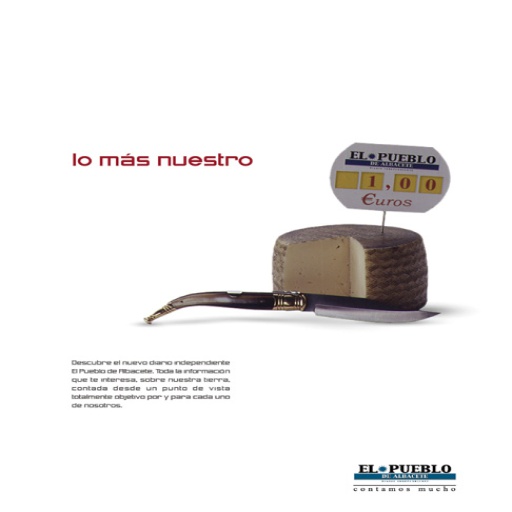 lo más nuestro
EL PUEBLO
DE ALBACETE
1,00
€uros
Descubre el nuevo diario independiente
El Pueblo de Albacete. Toda la información
que te interesa, sobre nuestra tierra,
contada desde un punto de vista
totalmente objetivo por y para cada uno
de nosotros.
EL PUEBLO
DE ALBACETE
contamos mucho